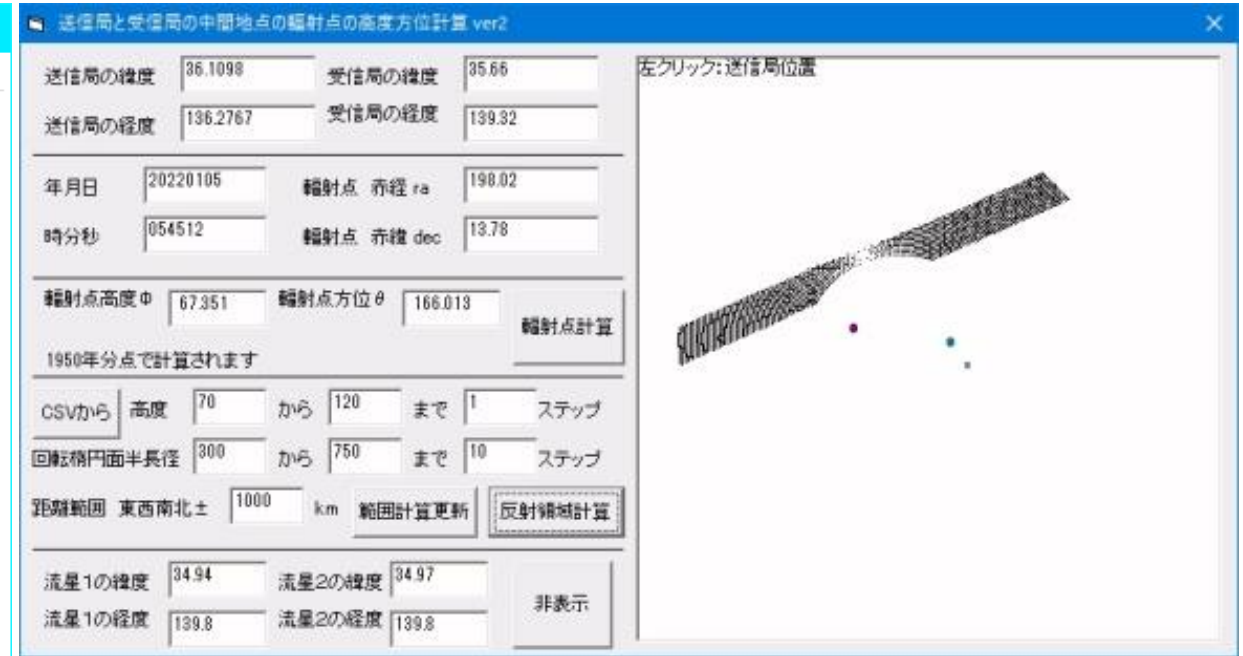 送信局と受信局の中間地点の輻射点の高度方位計算 ver2
送信局の緯度 36.1098 受信局の緯度 35.66
送信局の経度 136.2767 受信局の経度 139.32
年月日 20220105 輻射点 赤経 ra 198.02
時分秒 054512 輻射点 赤緯 dec 13.78
輻射点高度Φ 67.351 輻射点方位θ 166.013 輻射点計算
1950年分点で計算されます
CSVから 高度 70 から 120 まで 1 ステップ
回転楕円面半長径 300 から 750 まで 10 ステップ
距離範囲 東西南北± 1000 km 範囲計算更新 反射領域計算
流星1の緯度 34.94 流星2の緯度 34.97 非表示
流星1の経度 139.8 流星2の経度 139.8
左クリック:送信局位置